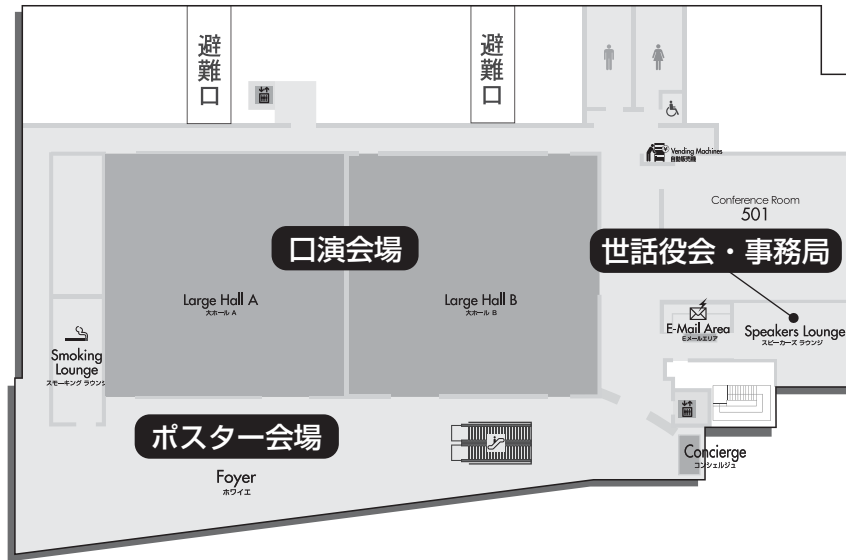 避難口
避難口
Vending Machines
自動販売機
Conference Room
501
口演会場
世話役会・事務局
Large Hall A
大ホール A
Large Hall B
大ホール B
E-Mail Area
Eメールエリア
Speakers Lounge
スピーカーズ ラウンジ
Smoking
Lounge
スモーキング ラウンジ
ポスター会場
Foyer
ホワイエ
Concierge
コンシェルジュ